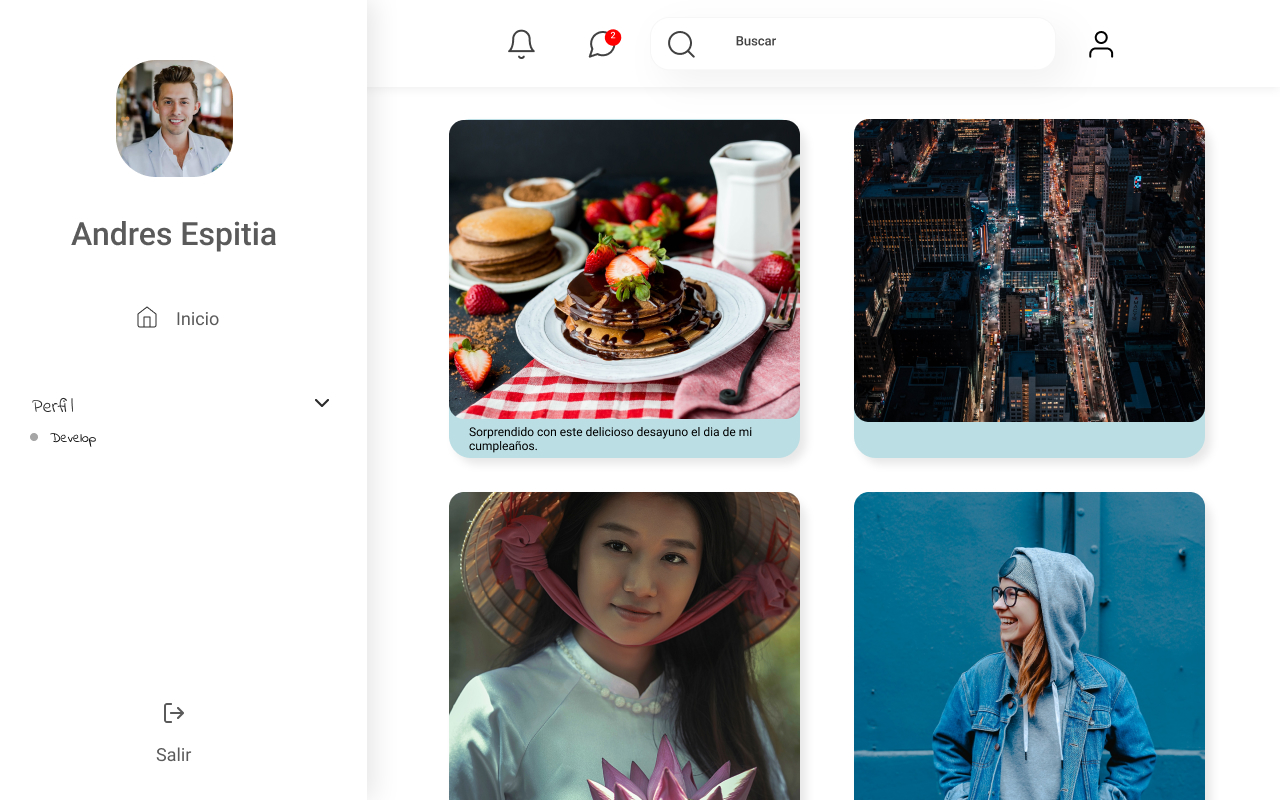 Andres Espitia
Inicio
Perfil
Develop
Salir
2
Buscar
Sorprendido con este delicioso desayuno el dia de mi
cumpleaños.